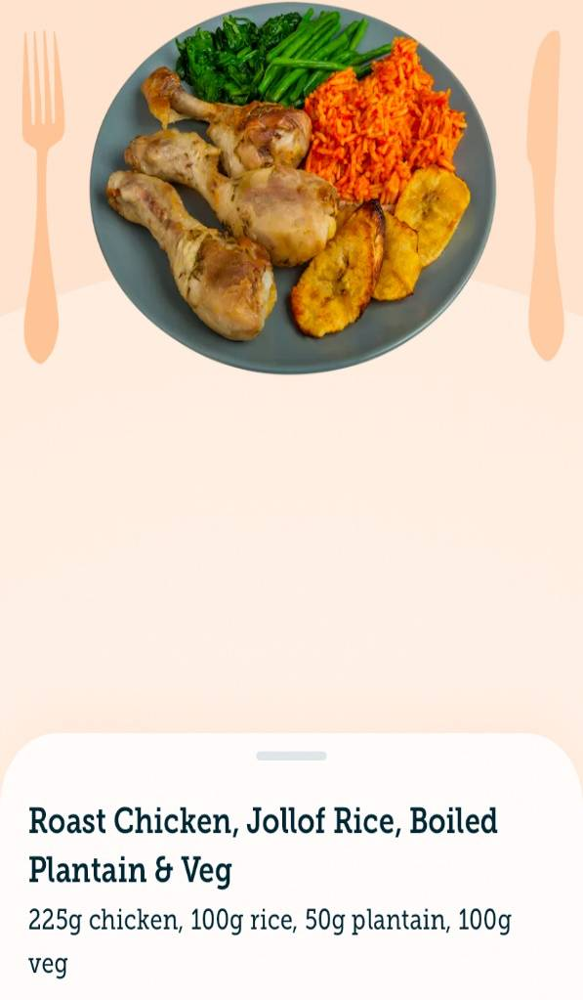 Roast Chicken, Jollof Rice, Boiled
Plantain & Veg
225g chicken, 100g rice, 50g plantain, 100g
veg